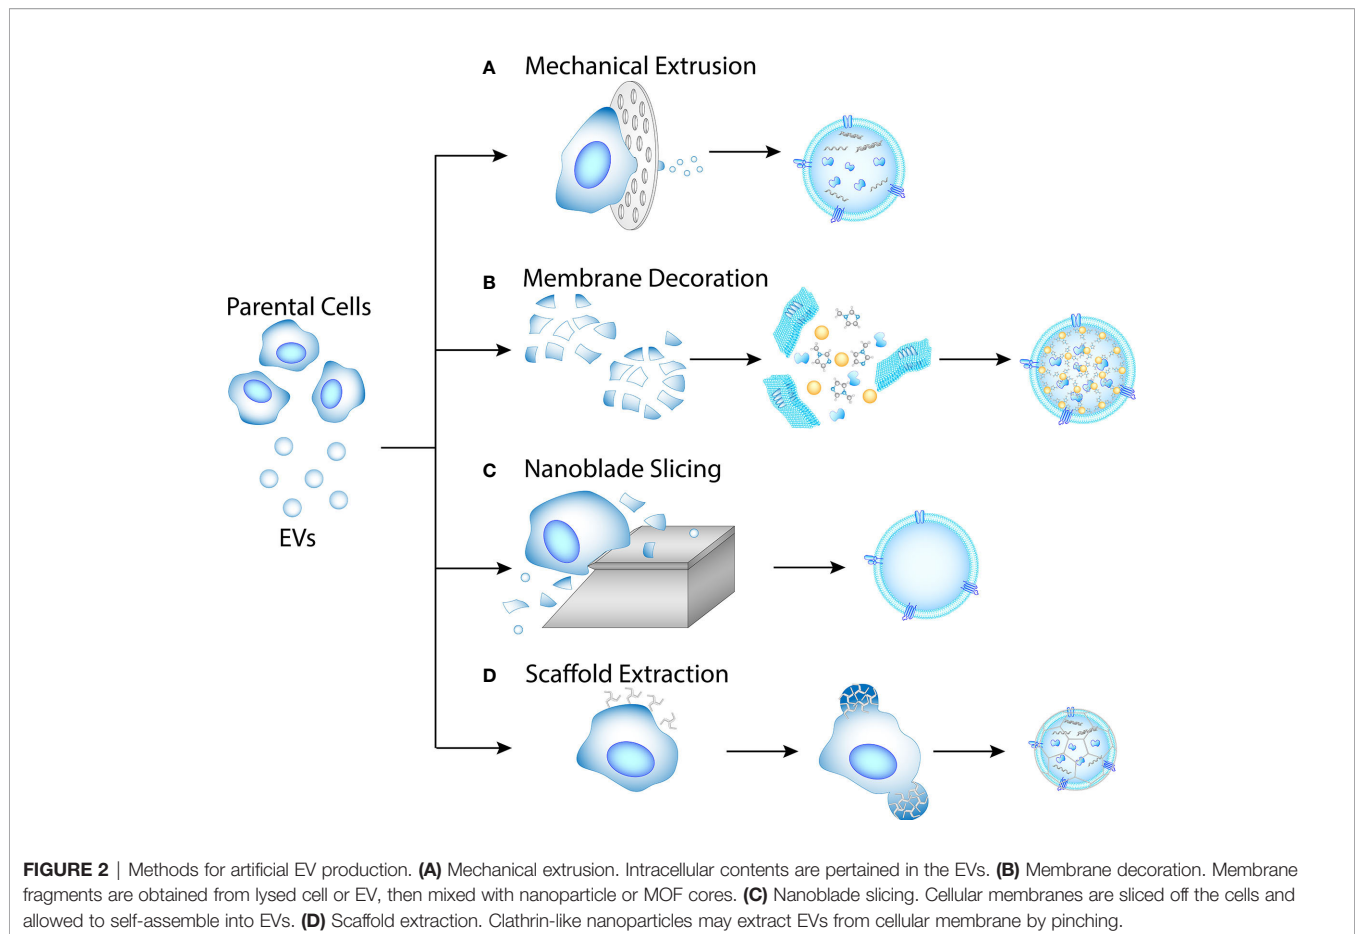 A Mechanical Extrusion
B Membrane Decoration
Parental Cells
C Nanoblade Slicing
EVs
D Scaffold Extraction
FIGURE 2 | Methods for artificial EV production. (A) Mechanical extrusion. Intracellular contents are pertained in the EVs. (B) Membrane decoration. Membrane
fragments are obtained from lysed cell or EV, then mixed with nanoparticle or MOF cores. (C) Nanoblade slicing. Cellular membranes are sliced off the cells and
allowed to self-assemble into EVs. (D) Scaffold extraction. Clathrin-like nanoparticles may extract EVs from cellular membrane by pinching.